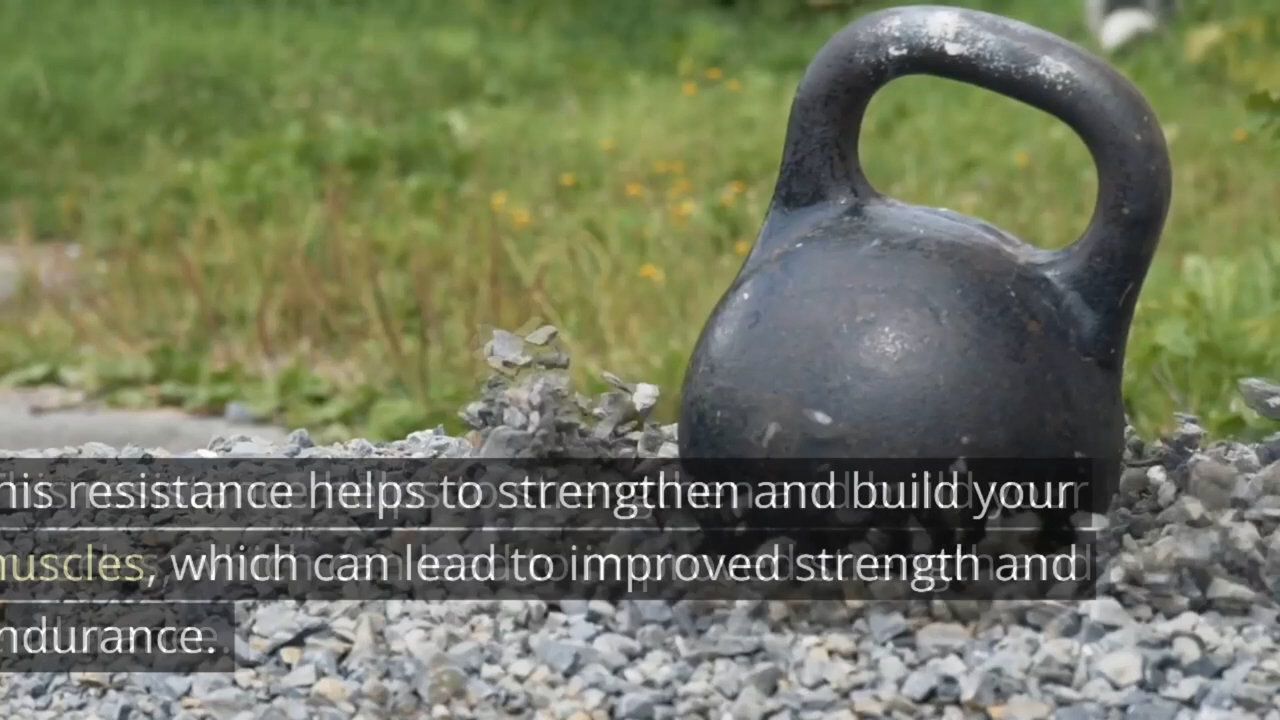 his resistance helps to strengthen and build your
muscles, which can lead to improved strength and
ndurance.